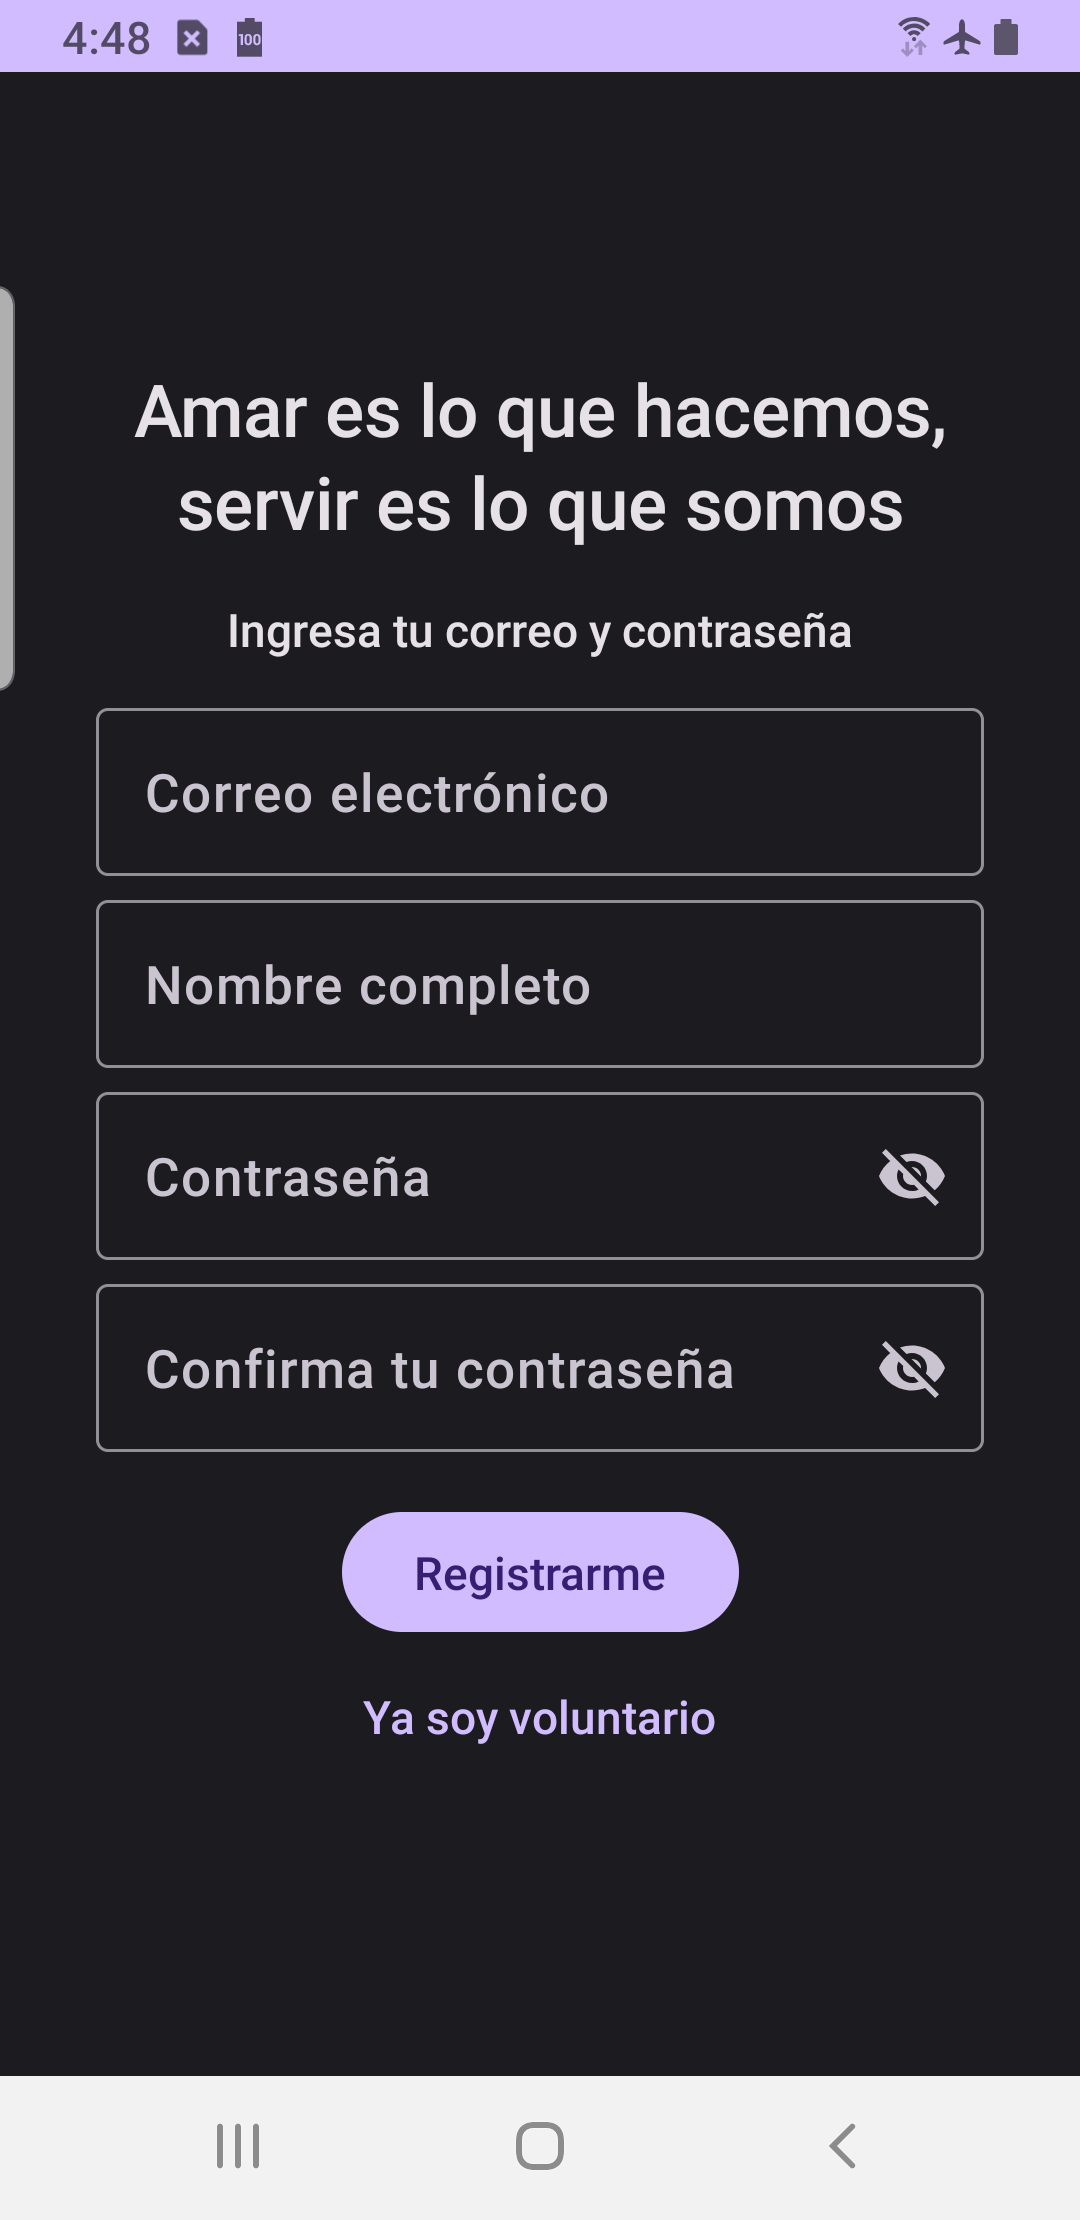 4:48
100
Amar es lo que hacemos,
servir es lo que somos
Ingresa tu correo y contraseña
Correo electrónico
Nombre completo
Contraseña
Confirma tu contraseña
Registrarme
Ya soy voluntario